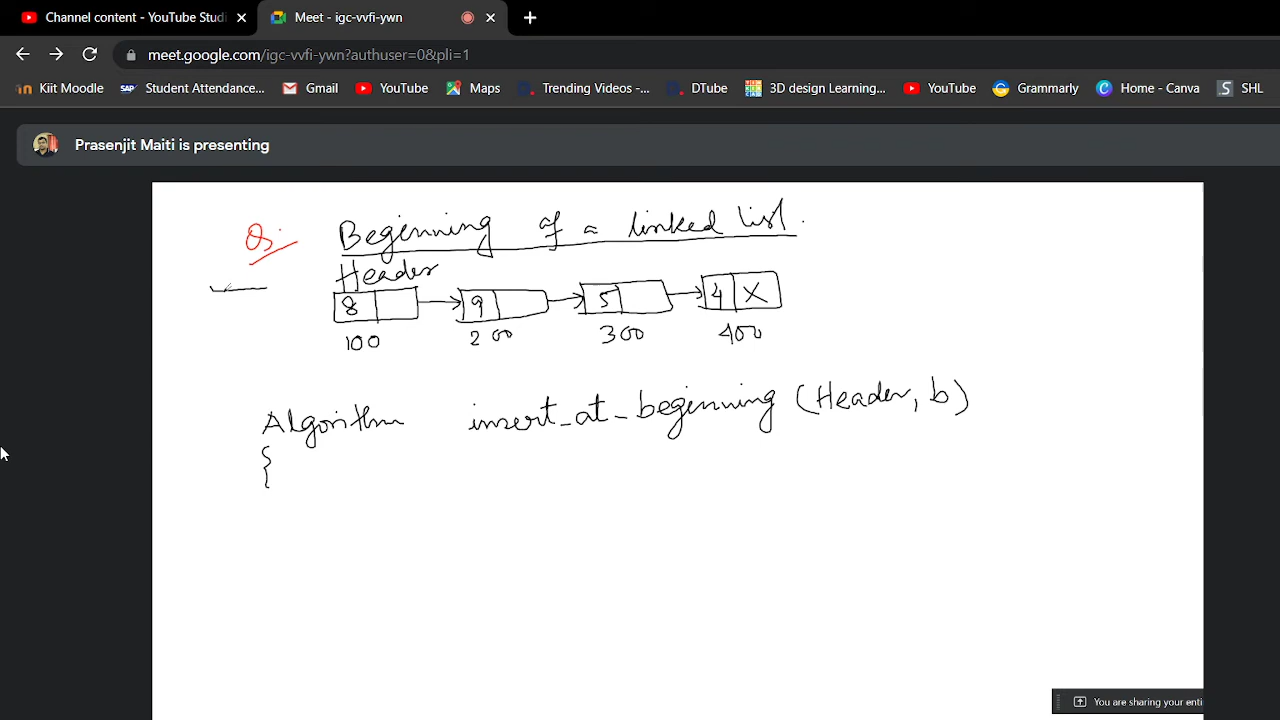 Channel content - YouTube Studi
Meet - igc-vvfi-ywn
meet.google.com/igc-vvfi-ywn?authuser=0&pli=1
Kiit Moodle Student Attendance... Gmail YouTube Maps Trending Videos -... DTube 3D design Learning... YouTube Grammarly Home - Canva SHL
Prasenjit Maiti is presenting
Qs. Beginning of a linked list.
Header
8 9 5 4 X
100 200 300 400
Algorithm insert_at_beginning (Header, b)
{
You are sharing your enti